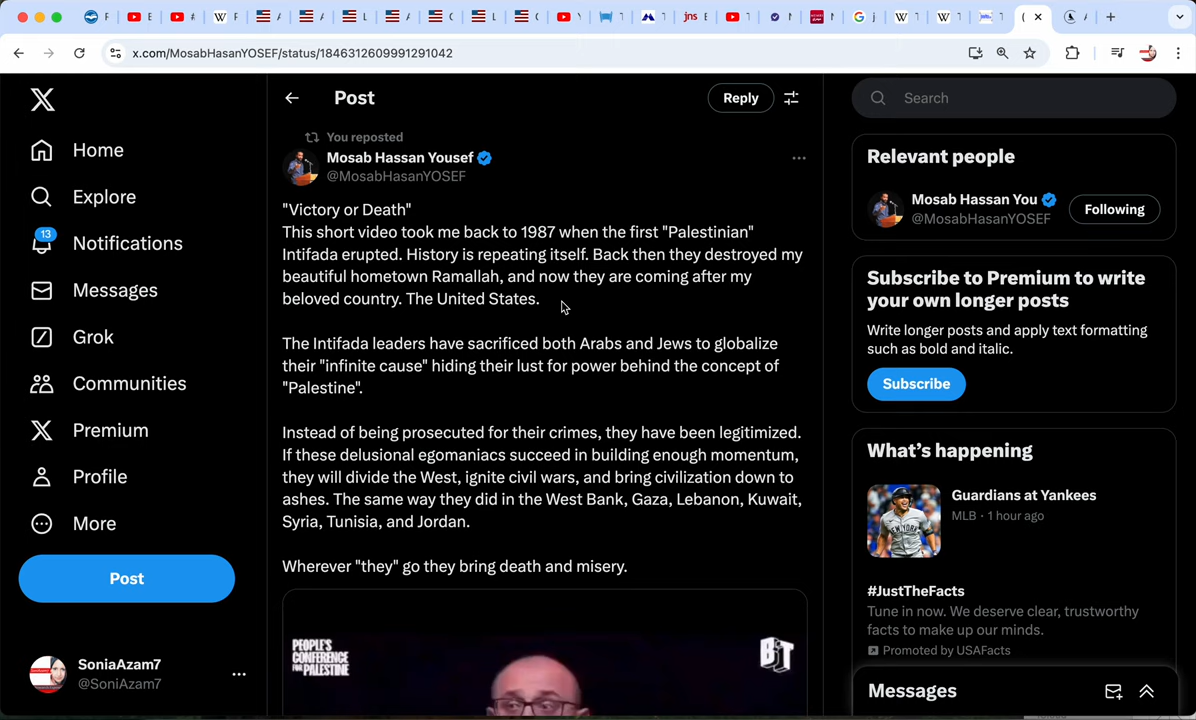 x.com/MosabHasanYOSEF/status/1846312609991291042
Home
Explore
13
Notifications
Messages
Grok
Communities
Premium
Profile
More
Post
SoniaAzam7
@SoniAzam7
Post
Reply
You reposted
Mosab Hassan Yousef
@MosabHasanYOSEF
"Victory or Death"
This short video took me back to 1987 when the first "Palestinian"
Intifada erupted. History is repeating itself. Back then they destroyed my
beautiful hometown Ramallah, and now they are coming after my
beloved country. The United States.
The Intifada leaders have sacrificed both Arabs and Jews to globalize
their "infinite cause" hiding their lust for power behind the concept of
"Palestine".
Instead of being prosecuted for their crimes, they have been legitimized.
If these delusional egomaniacs succeed in building enough momentum,
they will divide the West, ignite civil wars, and bring civilization down to
ashes. The same way they did in the West Bank, Gaza, Lebanon, Kuwait,
Syria, Tunisia, and Jordan.
Wherever "they" go they bring death and misery.
PEOPLE'S
CONFERENCE
FOR PALESTINE
BT
Search
Relevant people
Mosab Hassan You
@MosabHasanYOSEF
Following
Subscribe to Premium to write
your own longer posts
Write longer posts and apply text formatting
such as bold and italic.
Subscribe
What's happening
Guardians at Yankees
MLB · 1 hour ago
#JustTheFacts
Tune in now. We deserve clear, trustworthy
facts to make up our minds.
Promoted by USAFacts
Messages